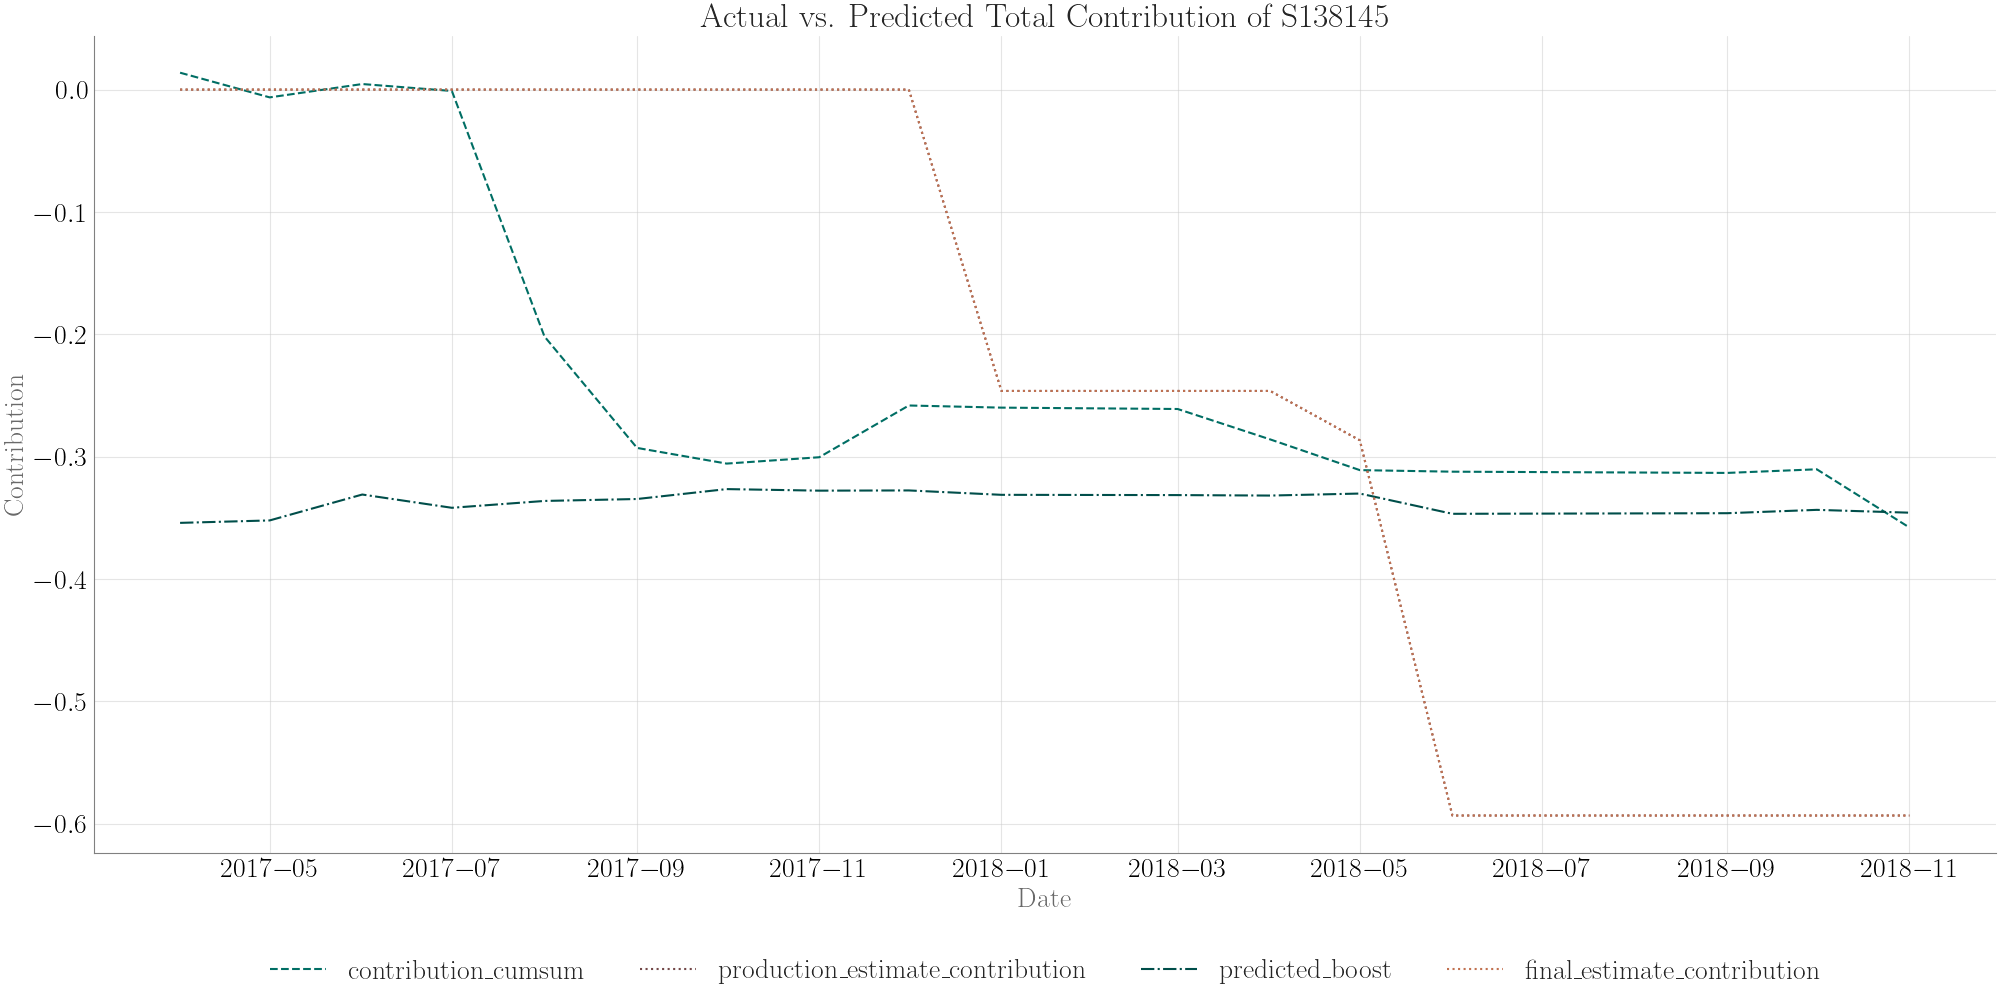 Actual vs. Predicted Total Contribution of S138145
0.0
−0.1
−0.2
−0.3
−0.4
−0.5
−0.6
Contribution
2017−05 2017−07 2017−09 2017−11 2018−01 2018−03 2018−05 2018−07 2018−09 2018−11
Date
contribution_cumsum production_estimate_contribution predicted_boost final_estimate_contribution